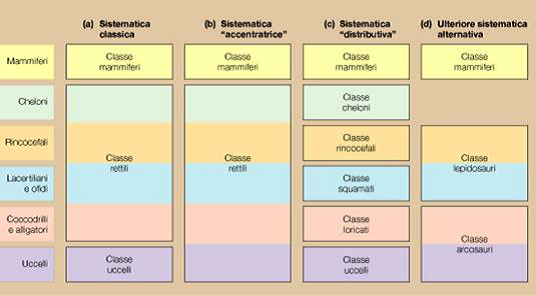 (a) Sistematica
classica
(b) Sistematica
"accentratrice"
(c) Sistematica
"distributiva"
(d) Ulteriore sistematica
alternativa
Mammiferi
Classe
mammiferi
Classe
mammiferi
Classe
mammiferi
Classe
mammiferi
Cheloni
Classe
cheloni
Rincocefali
Classe
rettili
Classe
rettili
Classe
rincocefali
Classe
lepidosauri
Lacertiliani
e ofidi
Classe
squamati
Coccodrilli
e alligatori
Classe
loricati
Classe
arcosauri
Uccelli
Classe
uccelli
Classe
uccelli